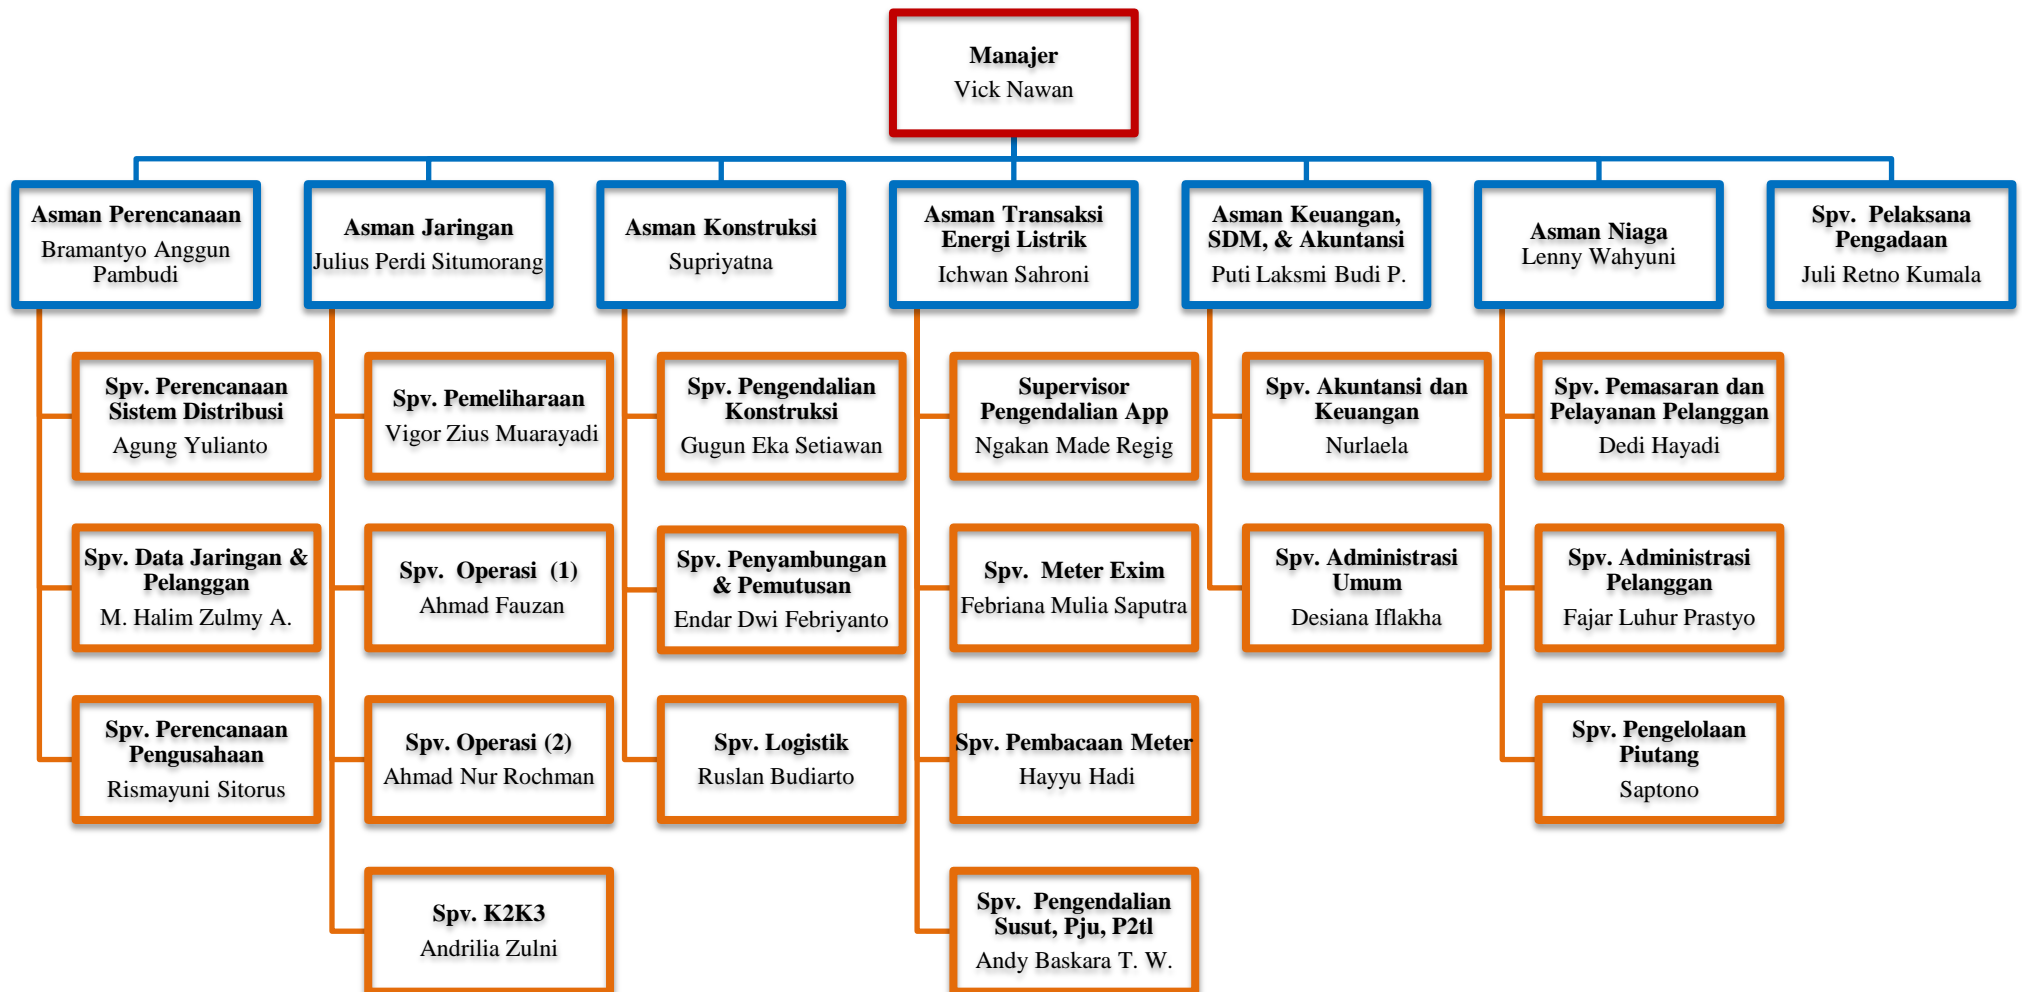 Manajer
Vick Nawan
Asman Perencanaan
Bramantyo Anggun
Pambudi
Spv. Perencanaan
Sistem Distribusi
Agung Yulianto
Spv. Data Jaringan &
Pelanggan
M. Halim Zulmy A.
Spv. Perencanaan
Pengusahaan
Rismayuni Sitorus
Asman Jaringan
Julius Perdi Situmorang
Spv. Pemeliharaan
Vigor Zius Muarayadi
Spv. Operasi (1)
Ahmad Fauzan
Spv. Operasi (2)
Ahmad Nur Rochman
Spv. K2K3
Andrilia Zulni
Asman Konstruksi
Supriyatna
Spv. Pengendalian
Konstruksi
Gugun Eka Setiawan
Spv. Penyambungan
& Pemutusan
Endar Dwi Febriyanto
Spv. Logistik
Ruslan Budiarto
Asman Transaksi
Energi Listrik
Ichwan Sahroni
Supervisor
Pengendalian App
Ngakan Made Regig
Spv. Meter Exim
Febriana Mulia Saputra
Spv. Pembacaan Meter
Hayyu Hadi
Spv. Pengendalian
Susut, Pju, P2tl
Andy Baskara T. W.
Asman Keuangan,
SDM, & Akuntansi
Puti Laksmi Budi P.
Spv. Akuntansi dan
Keuangan
Nurlaela
Spv. Administrasi
Umum
Desiana Iflakha
Asman Niaga
Lenny Wahyuni
Spv. Pemasaran dan
Pelayanan Pelanggan
Dedi Hayadi
Spv. Administrasi
Pelanggan
Fajar Luhur Prastyo
Spv. Pengelolaan
Piutang
Saptono
Spv. Pelaksana
Pengadaan
Juli Retno Kumala